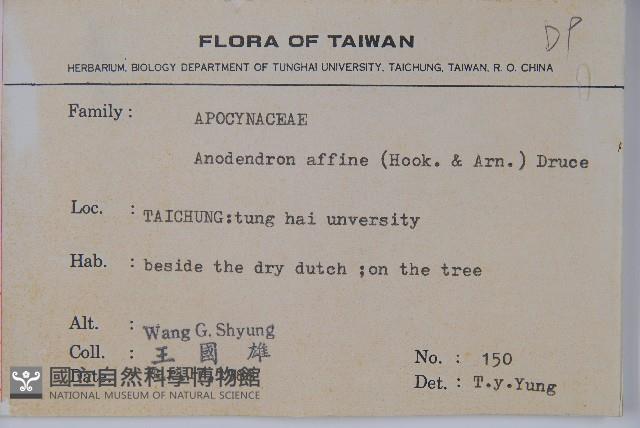 DP
FLORA OF TAIWAN
HERBARIUM, BIOLOGY DEPARTMENT OF TUNGHAI UNIVERSITY, TAICHUNG, TAIWAN, R. O. CHINA
Family :
APOCYNACEAE
Anodendron affine (Hook. & Arn.) Druce
Loc. : TAICHUNG:tung hai unversity
Hab. : beside the dry dutch ;on the tree
Alt. : Wang G. Shyung
Coll. : 王 國 雄
No. : 150
Date
Det. : T.y.Yung
國立自然科學博物館
NATIONAL MUSEUM OF NATURAL SCIENCE